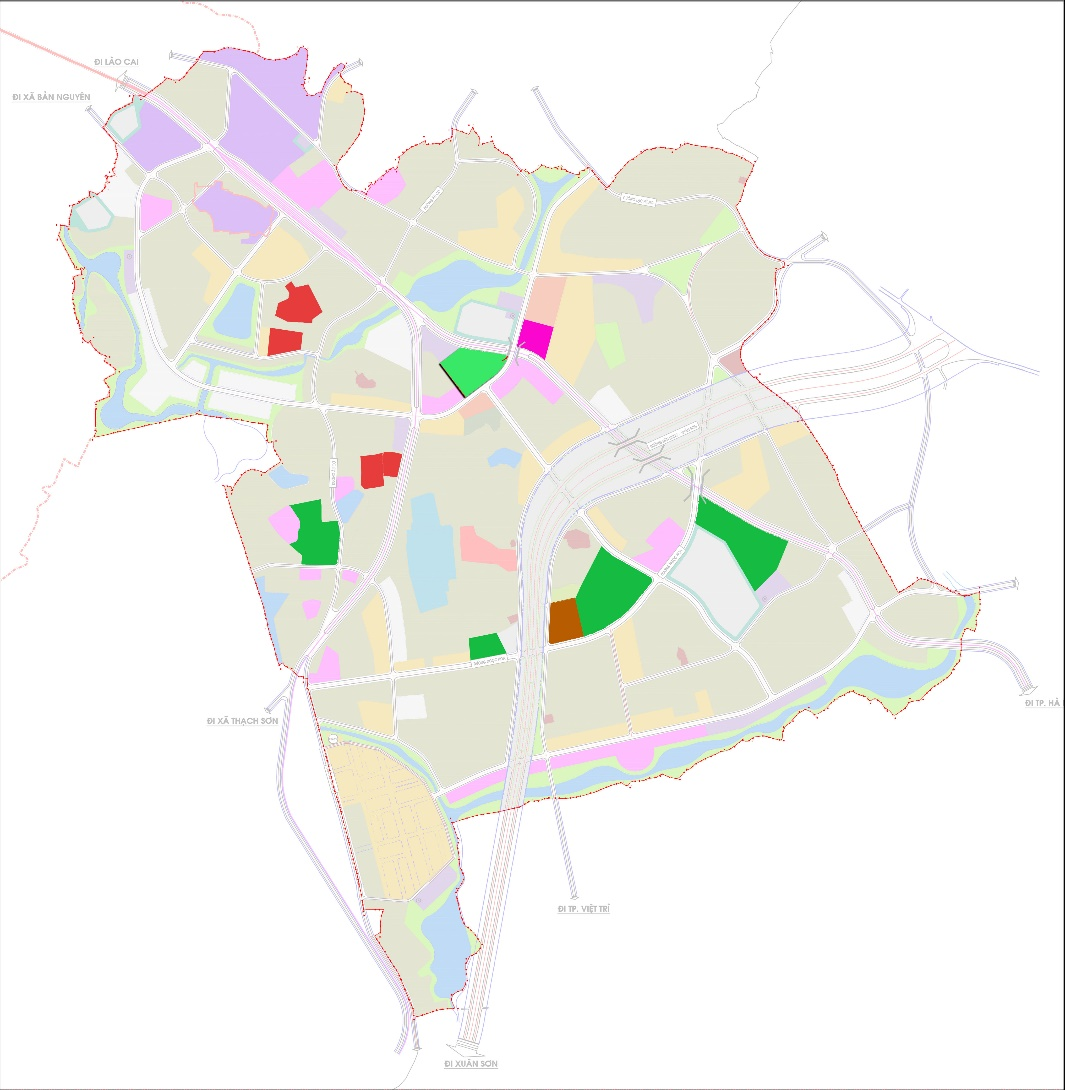 ĐI LÀO CAI
ĐI XÃ BẢN NGUYÊN
ĐI XÃ THẠCH SƠN
ĐI TP. HÀ
ĐI TP. VIỆT TRÌ
ĐI XUÂN SƠN